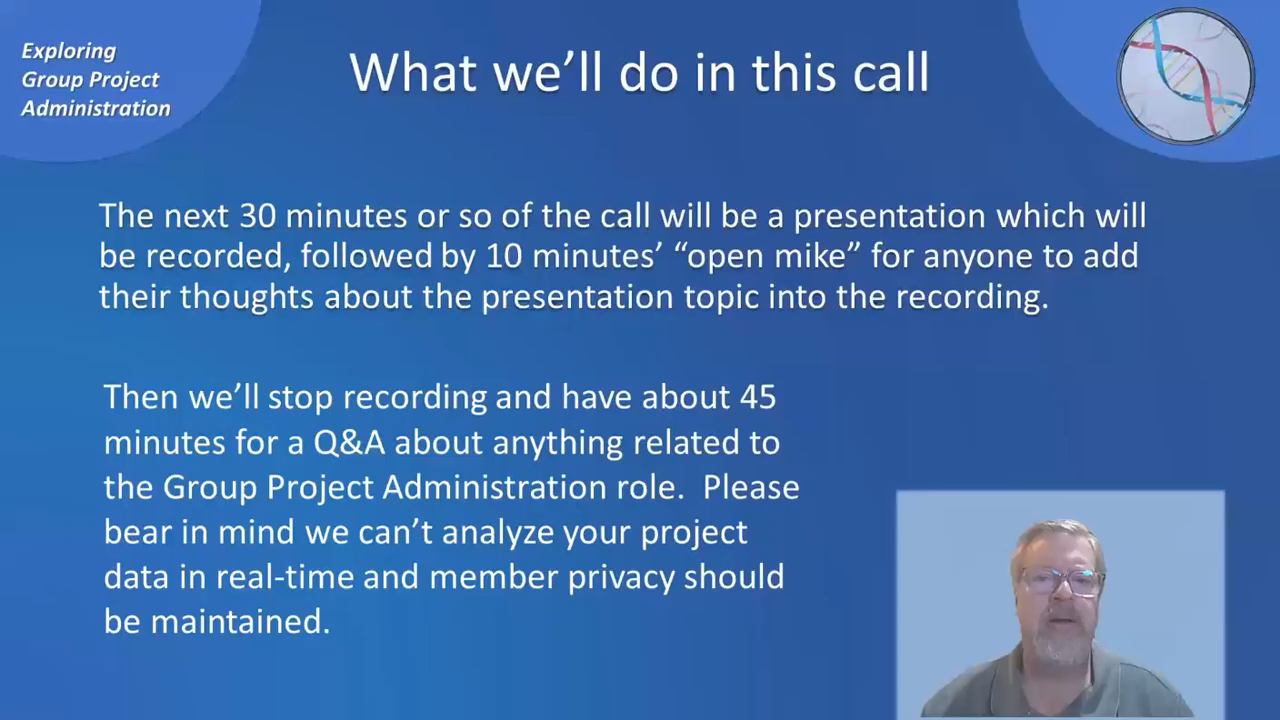 Exploring
Group Project
Administration
What we’ll do in this call
The next 30 minutes or so of the call will be a presentation which will
be recorded, followed by 10 minutes’ “open mike” for anyone to add
their thoughts about the presentation topic into the recording.
Then we’ll stop recording and have about 45
minutes for a Q&A about anything related to
the Group Project Administration role.  Please
bear in mind we can’t analyze your project
data in real-time and member privacy should
be maintained.